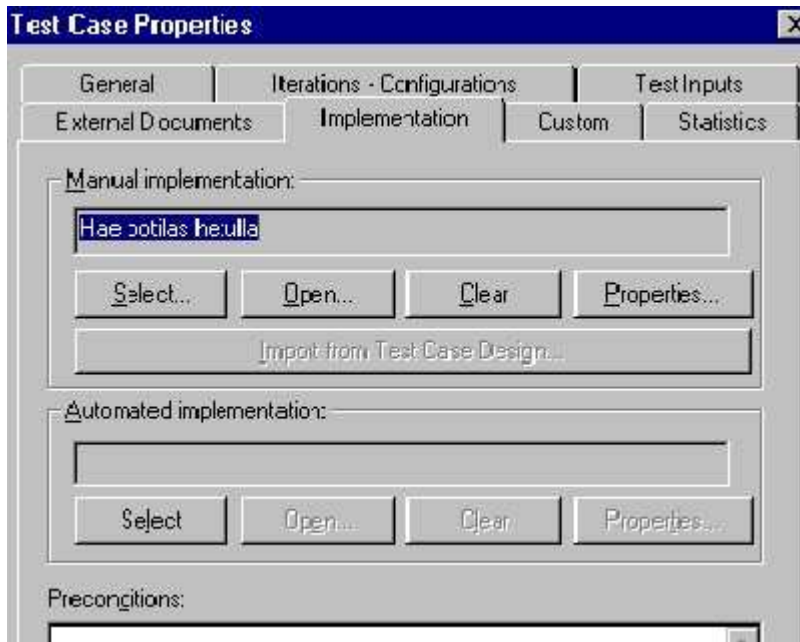 Test Case Properties
General Iterations - Configurations Test Inputs
External Documents Implementation Custom Statistics
Manual implementation:
Hae potilas hetulla
Select... Open... Clear Properties...
Import from Test Case Design...
Automated implementation:
Select Open... Clear Properties...
Preconditions: